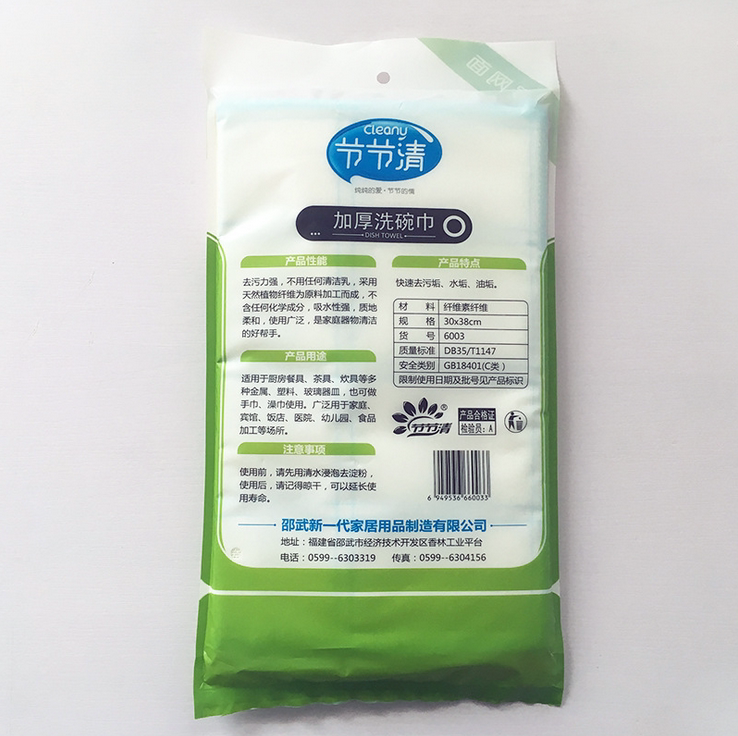 面网
cleany
节节清
纯纯的爱·节节的情
加厚洗碗巾
DISH TOWEL
产品性能
去污力强，不用任何清洁乳，采用
天然植物纤维为原料加工而成，不
含任何化学成分，吸水性强，质地
柔和，使用广泛，是家庭器物清洁
的好帮手。
产品用途
适用于厨房餐具、茶具、炊具等多
种金属、塑料、玻璃器皿，也可做
手巾、澡巾使用。广泛用于家庭、
宾馆、饭店、医院、幼儿园、食品
加工等场所。
注意事项
使用前，请先用清水浸泡去淀粉，
使用后，请记得晾干，可以延长使
用寿命。
产品特点
快速去污垢、水垢、油垢。
材 料 纤维素纤维
规 格 30x38cm
货 号 6003
质量标准 DB35/T1147
安全类别 GB18401(C类)
限制使用日期及批号见产品标识
节节清®
产品合格证
检验员：A
6 949536 660033
邵武新一代家居用品制造有限公司
地址：福建省邵武市经济技术开发区香林工业平台
电话：0599--6303319 传真：0599--6304156